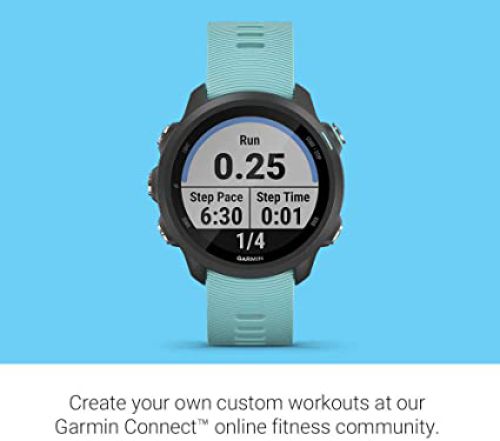 Run
0.25
Step Pace Step Time
6:30 0:01
1/4
GARMIN
Create your own custom workouts at our
Garmin Connect™ online fitness community.